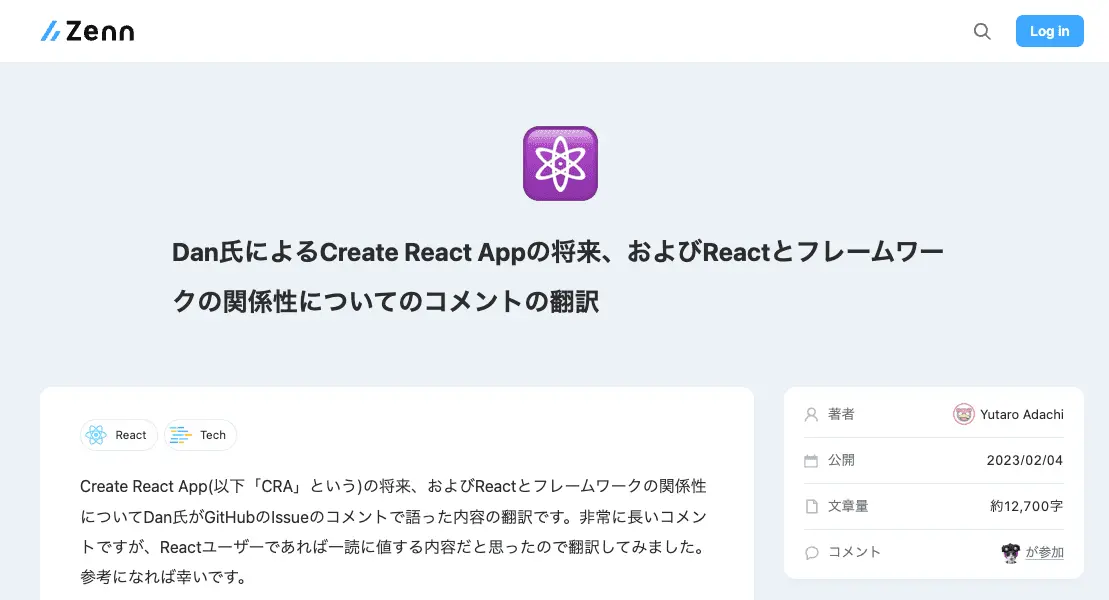 Zenn
Log in
Dan氏によるCreate React Appの将来、およびReactとフレームワー
クの関係性についてのコメントの翻訳
React
Tech
Create React App(以下「CRA」という)の将来、およびReactとフレームワークの関係性
についてDan氏がGitHubのIssueのコメントで語った内容の翻訳です。非常に長いコメン
トですが、Reactユーザーであれば一読に値する内容だと思ったので翻訳してみました。
参考になれば幸いです。
著者 Yutaro Adachi
公開 2023/02/04
文章量 約12,700字
コメント が参加